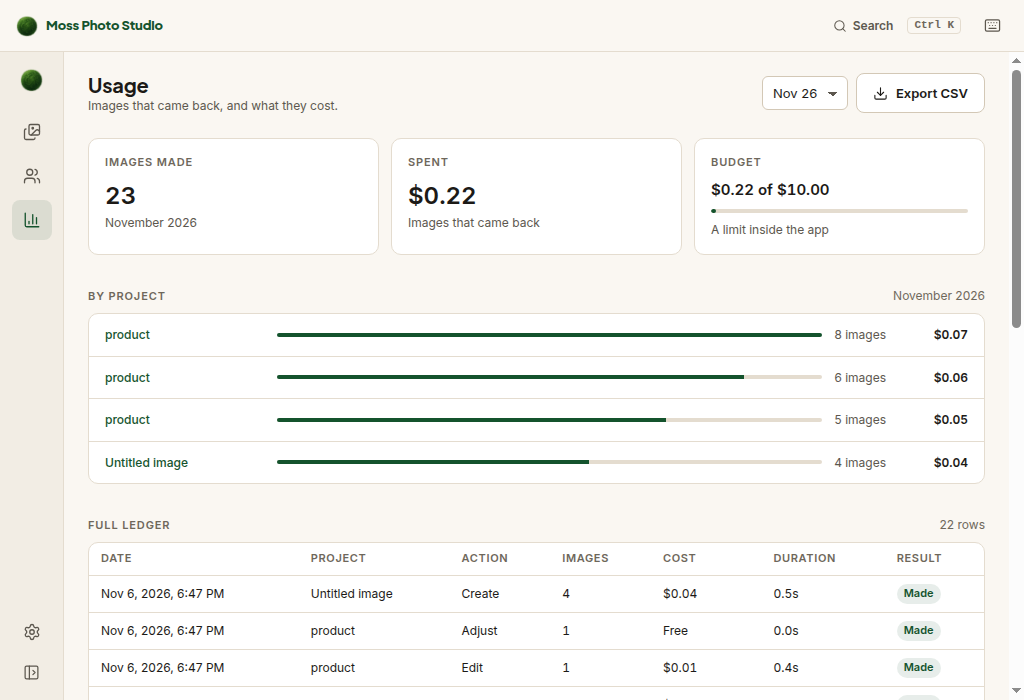 Moss Photo Studio
Search Ctrl K
Usage
Images that came back, and what they cost.
Nov 26
Export CSV
IMAGES MADE
23
November 2026
SPENT
$0.22
Images that came back
BUDGET
$0.22 of $10.00
A limit inside the app
BY PROJECT November 2026
product 8 images $0.07
product 6 images $0.06
product 5 images $0.05
Untitled image 4 images $0.04
FULL LEDGER 22 rows
DATE PROJECT ACTION IMAGES COST DURATION RESULT
Nov 6, 2026, 6:47 PM Untitled image Create 4 $0.04 0.5s Made
Nov 6, 2026, 6:47 PM product Adjust 1 Free 0.0s Made
Nov 6, 2026, 6:47 PM product Edit 1 $0.01 0.4s Made